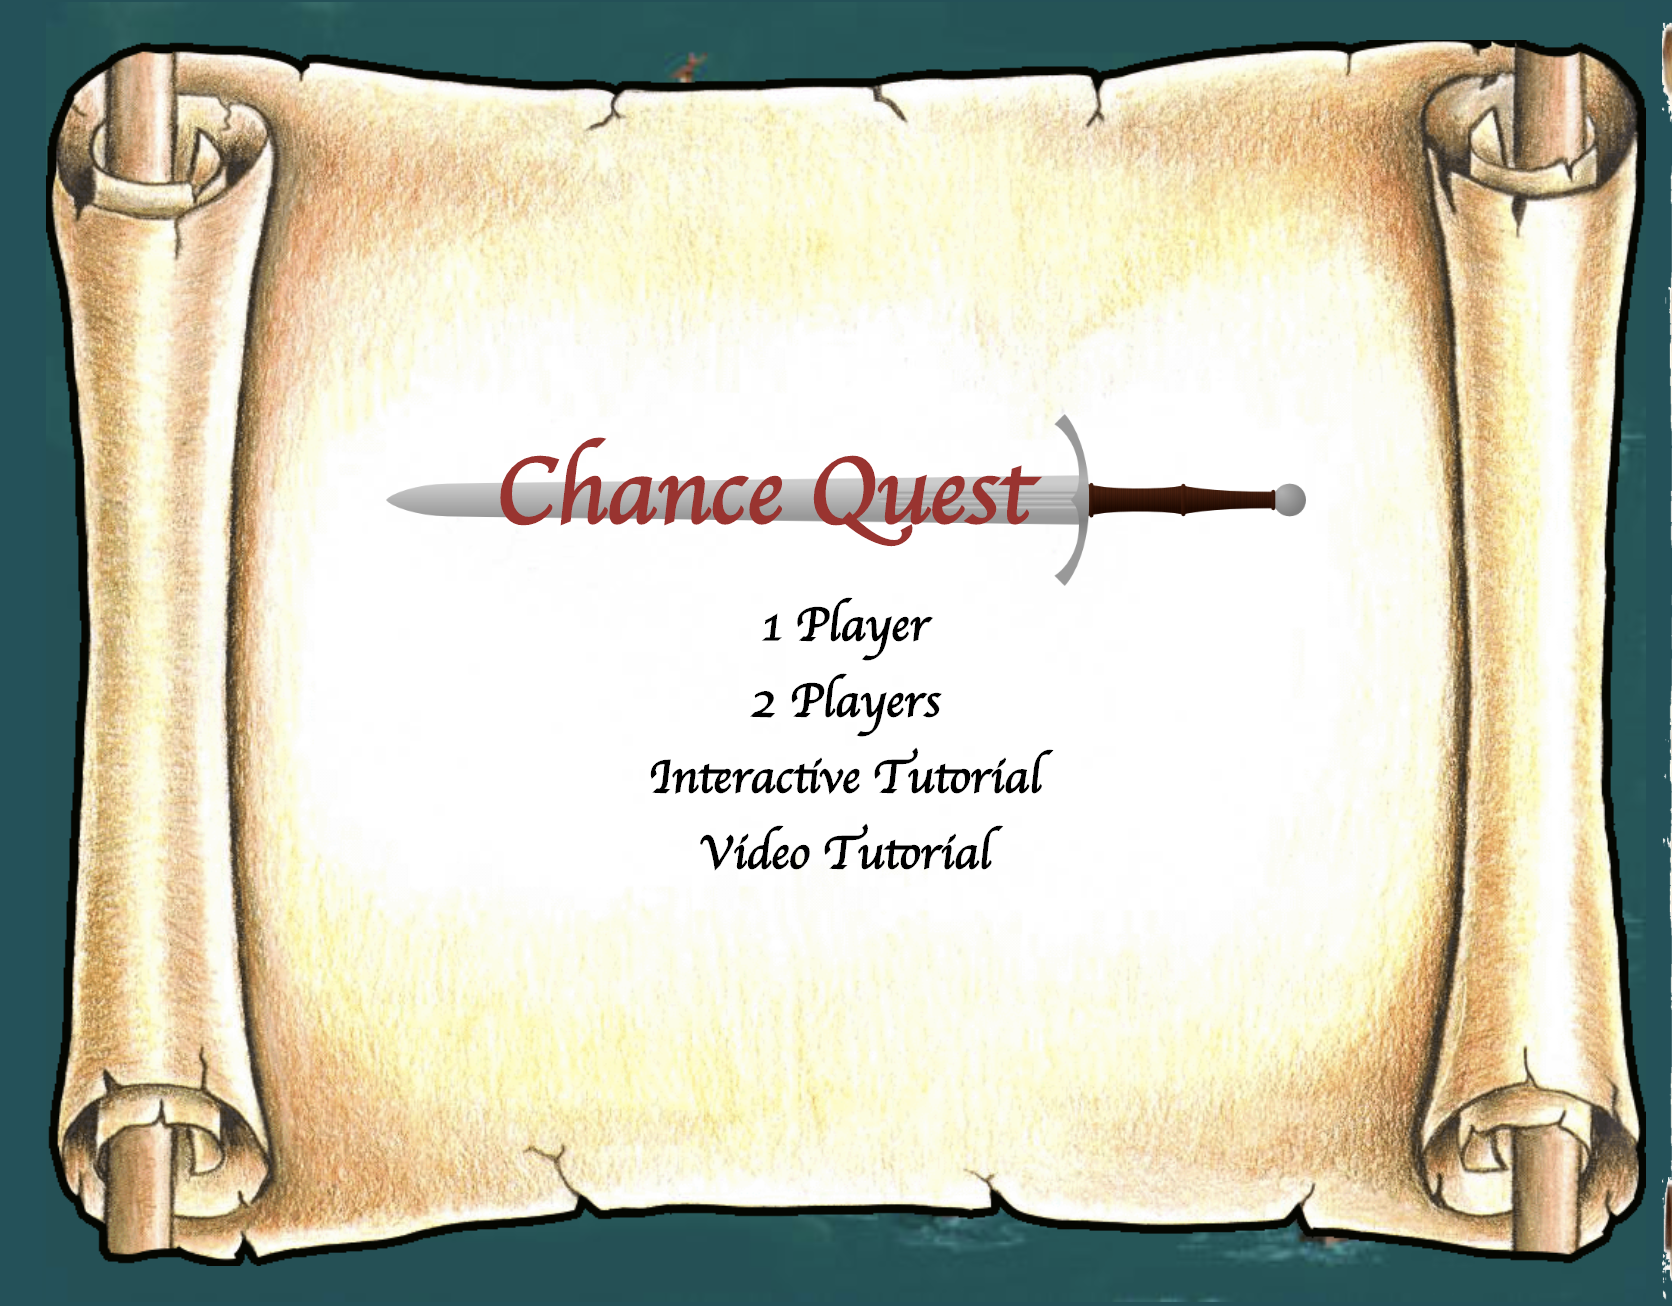 Chance Quest
1 Player
2 Players
Interactive Tutorial
Video Tutorial